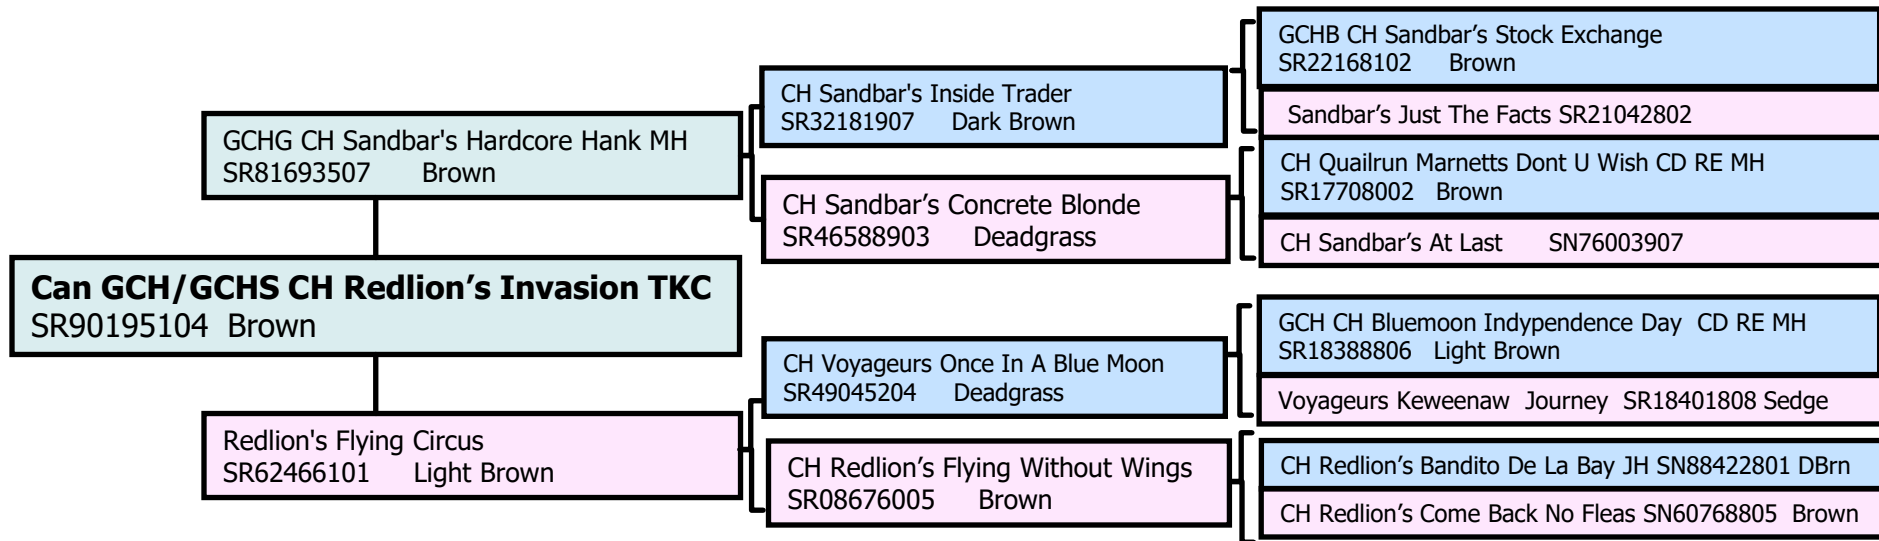 GCHB CH Sandbar’s Stock Exchange
SR22168102 Brown
CH Sandbar's Inside Trader
SR32181907 Dark Brown
Sandbar’s Just The Facts SR21042802
GCHG CH Sandbar's Hardcore Hank MH
SR81693507 Brown
CH Quailrun Marnetts Dont U Wish CD RE MH
SR17708002 Brown
CH Sandbar’s Concrete Blonde
SR46588903 Deadgrass
CH Sandbar’s At Last SN76003907
Can GCH/GCHS CH Redlion’s Invasion TKC
SR90195104 Brown
GCH CH Bluemoon Indypendence Day CD RE MH
SR18388806 Light Brown
CH Voyageurs Once In A Blue Moon
SR49045204 Deadgrass
Voyageurs Keweenaw Journey SR18401808 Sedge
Redlion's Flying Circus
SR62466101 Light Brown
CH Redlion’s Bandito De La Bay JH SN88422801 DBrn
CH Redlion’s Flying Without Wings
SR08676005 Brown
CH Redlion’s Come Back No Fleas SN60768805 Brown